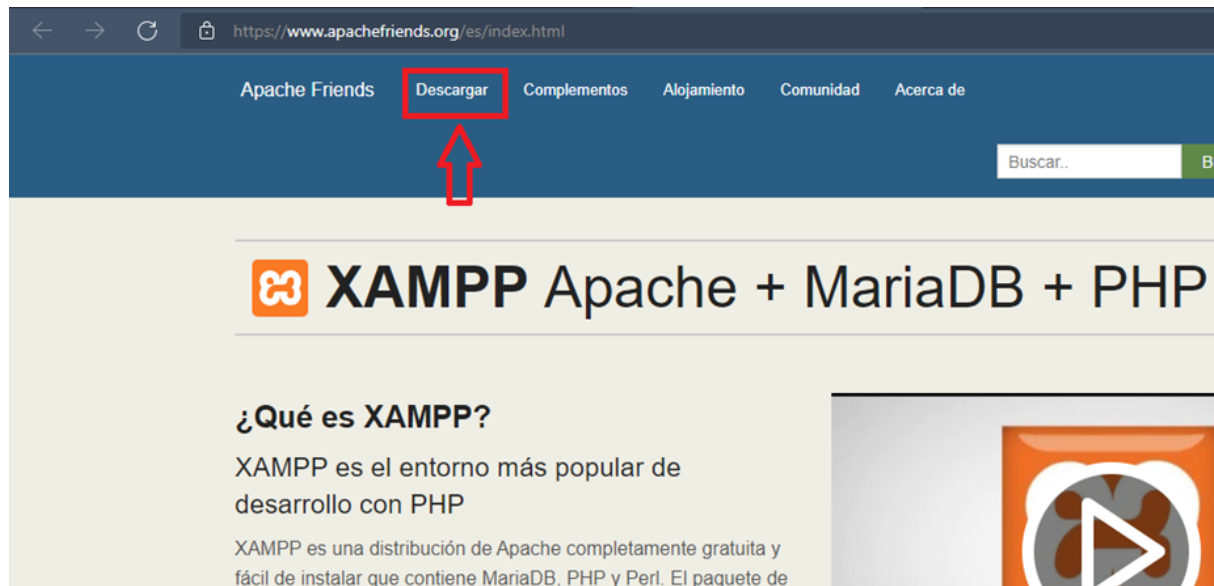 https://www.apachefriends.org/es/index.html
Apache Friends Descargar Complementos Alojamiento Comunidad Acerca de
Buscar.. B
XAMPP Apache + MariaDB + PHP
¿Qué es XAMPP?
XAMPP es el entorno más popular de
desarrollo con PHP
XAMPP es una distribución de Apache completamente gratuita y
fácil de instalar que contiene MariaDB, PHP y Perl. El paquete de